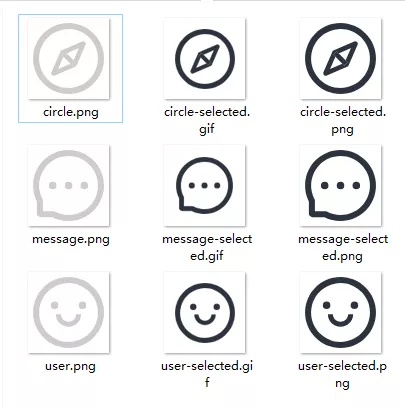 circle.png
circle-selected.
gif
circle-selected.
png
message.png
message-select
ed.gif
message-select
ed.png
user.png
user-selected.gi
f
user-selected.p
ng